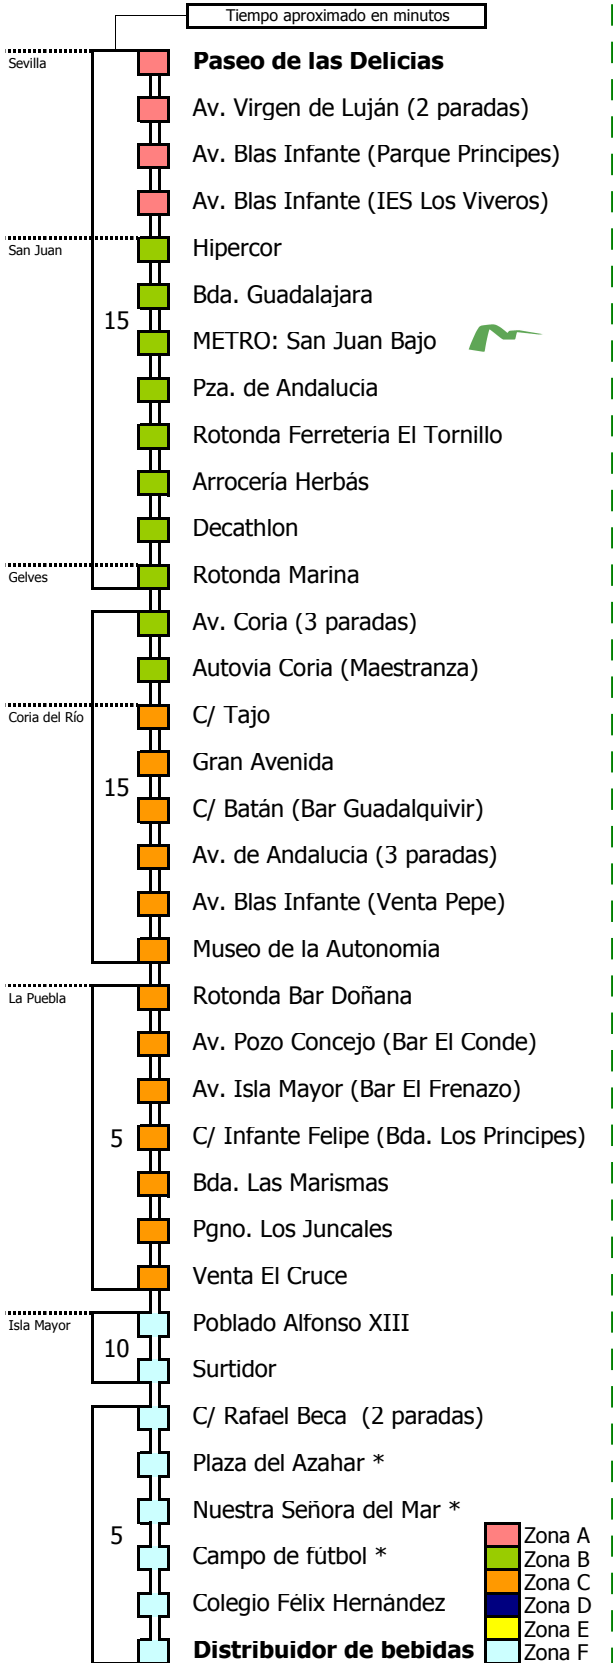 Tiempo aproximado en minutos
Sevilla
Paseo de las Delicias
Av. Virgen de Luján (2 paradas)
Av. Blas Infante (Parque Principes)
Av. Blas Infante (IES Los Viveros)
San Juan
Hipercor
Bda. Guadalajara
15
METRO: San Juan Bajo
Pza. de Andalucia
Rotonda Ferreteria El Tornillo
Arrocería Herbás
Decathlon
Gelves
Rotonda Marina
Av. Coria (3 paradas)
Autovia Coria (Maestranza)
Coria del Río
C/ Tajo
Gran Avenida
15
C/ Batán (Bar Guadalquivir)
Av. de Andalucia (3 paradas)
Av. Blas Infante (Venta Pepe)
Museo de la Autonomia
La Puebla
Rotonda Bar Doñana
Av. Pozo Concejo (Bar El Conde)
Av. Isla Mayor (Bar El Frenazo)
5
C/ Infante Felipe (Bda. Los Principes)
Bda. Las Marismas
Pgno. Los Juncales
Venta El Cruce
Isla Mayor
Poblado Alfonso XIII
10
Surtidor
C/ Rafael Beca (2 paradas)
Plaza del Azahar *
Nuestra Señora del Mar *
5
Campo de fútbol *
Colegio Félix Hernández
Distribuidor de bebidas
Zona A
Zona B
Zona C
Zona D
Zona E
Zona F